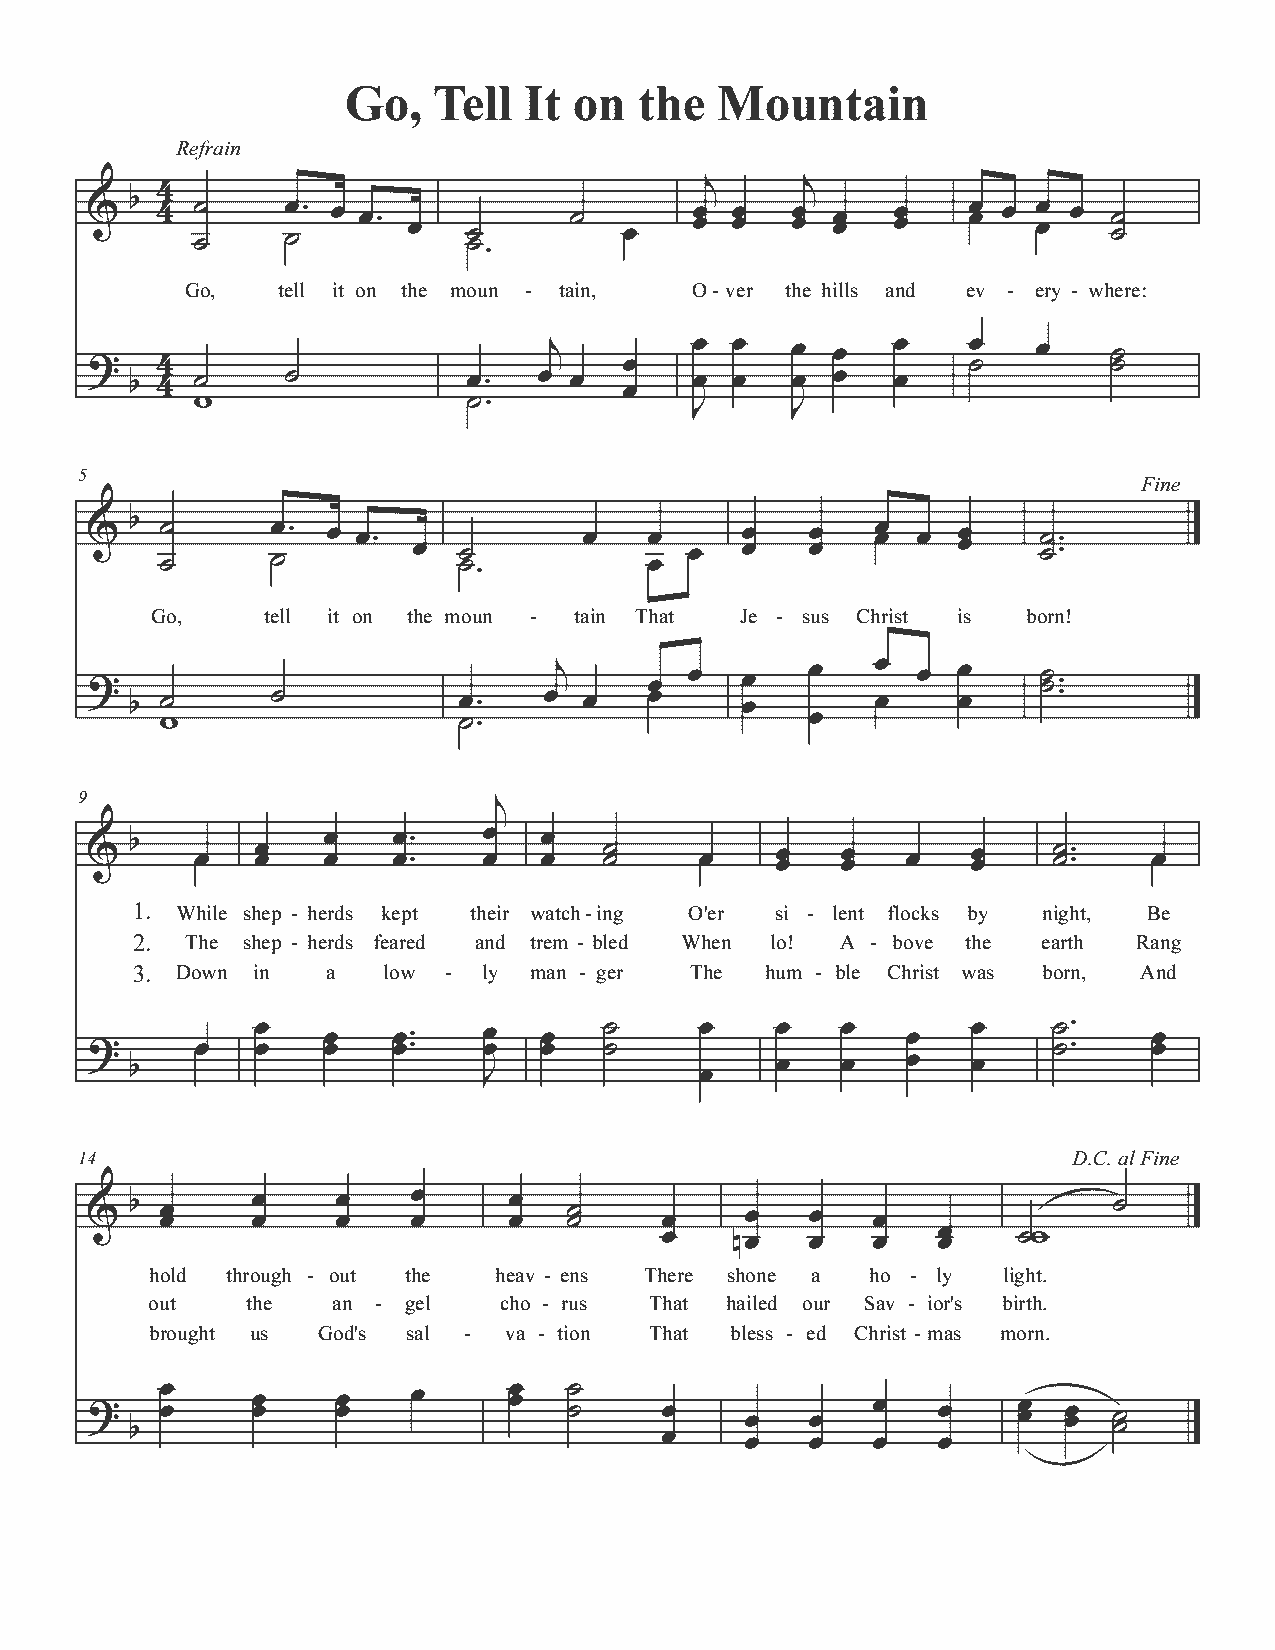 Go, Tell It on the Mountain
Refrain
Go, tell it on the moun - tain, O - ver the hills and ev - ery - where:
5
Fine
Go, tell it on the moun - tain That Je - sus Christ is born!
9
1. While shep - herds kept their watch - ing O'er si - lent flocks by night, Be
2. The shep - herds feared and trem - bled When lo! A - bove the earth Rang
3. Down in a low - ly man - ger The hum - ble Christ was born, And
14
D.C. al Fine
hold through - out the heav - ens There shone a ho - ly light.
out the an - gel cho - rus That hailed our Sav - ior's birth.
brought us God's sal - va - tion That bless - ed Christ - mas morn.